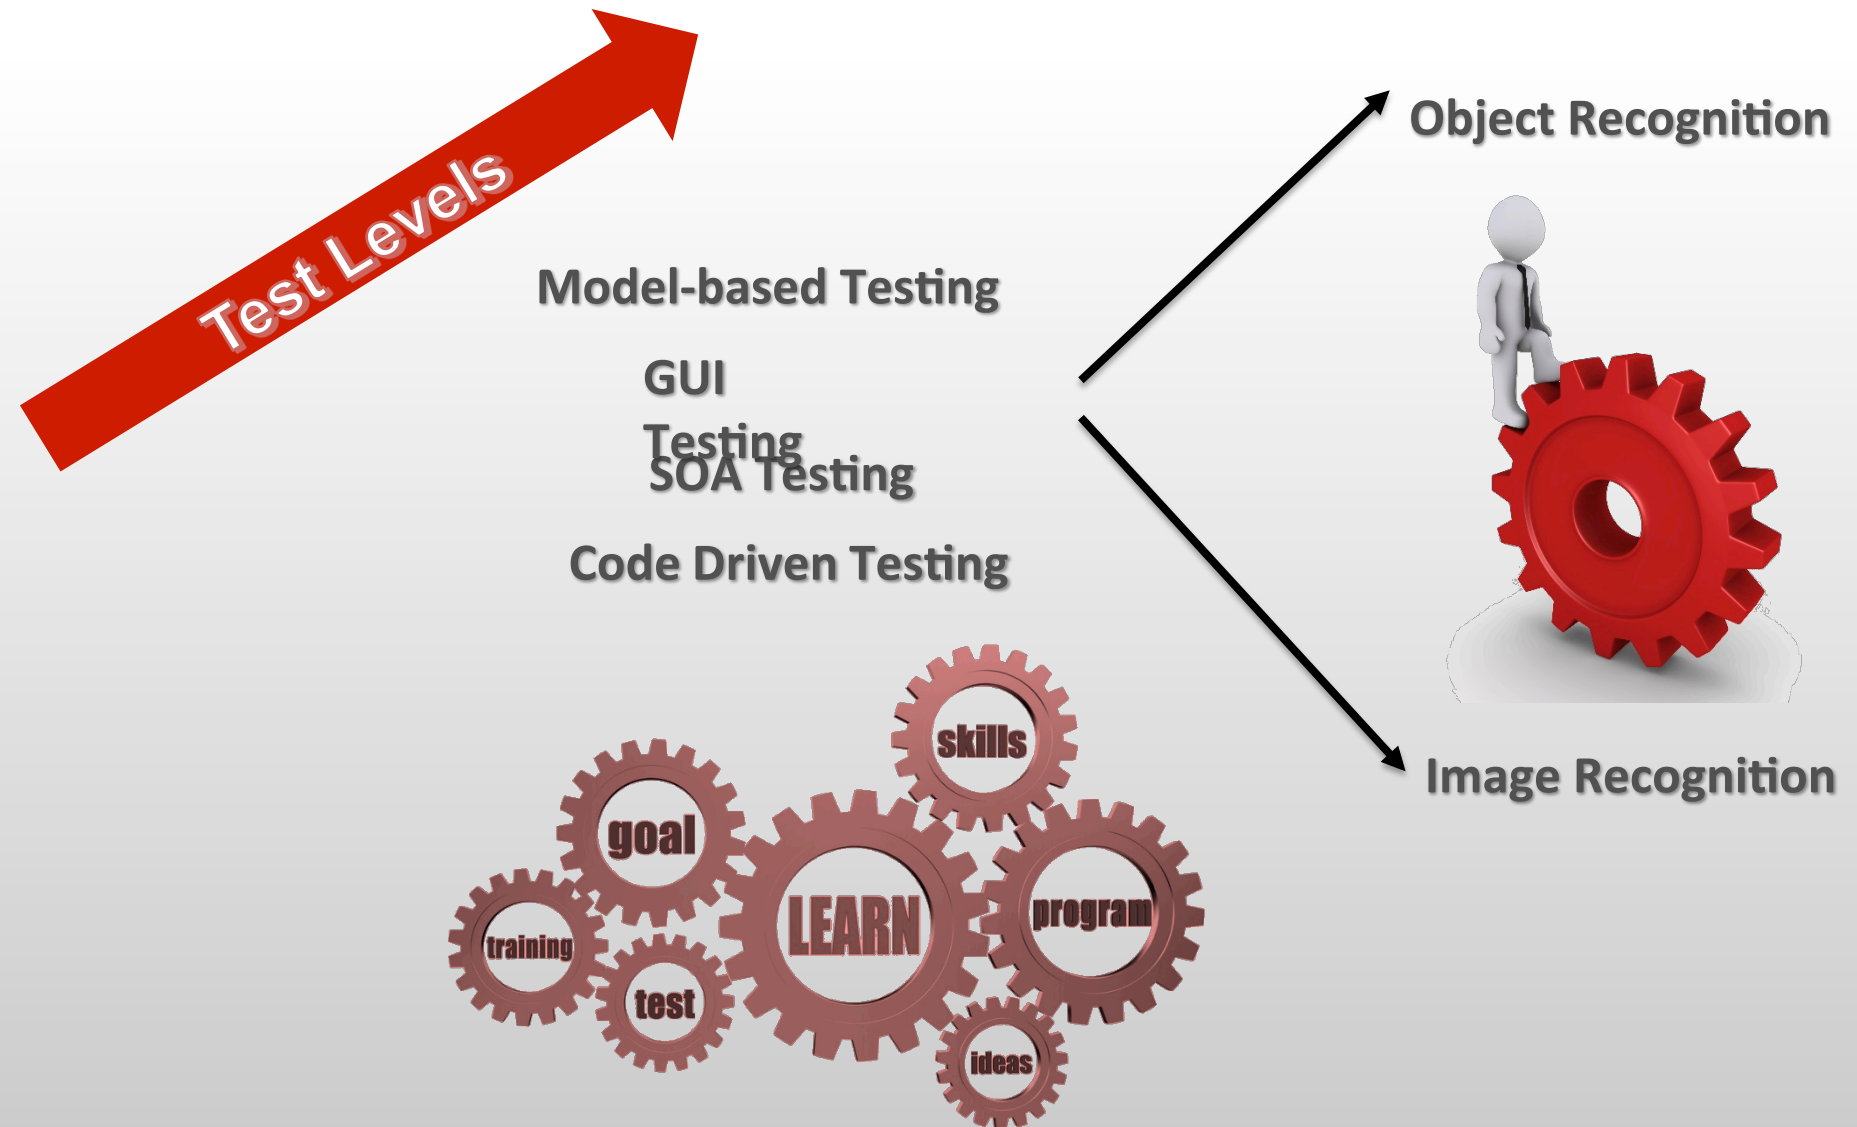 Test Levels
Object Recognition
Model-based Testing
GUI
Testing
SOA Testing
Code Driven Testing
Image Recognition
skills
goal
LEARN
program
training
test
ideas